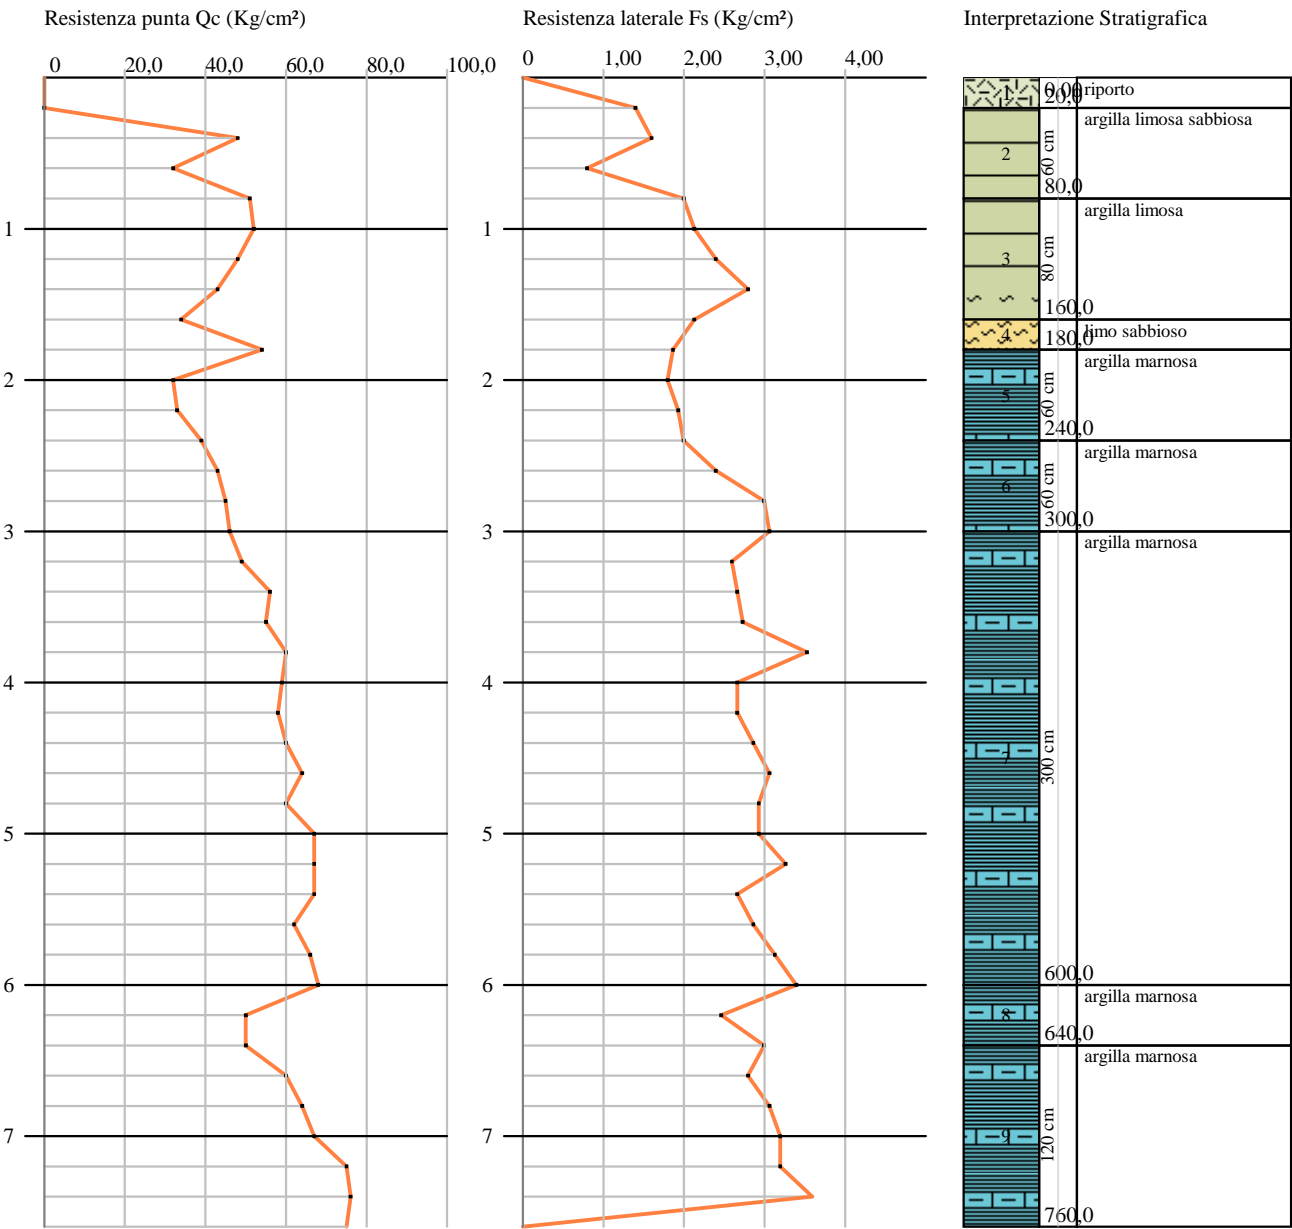 Resistenza punta Qc (Kg/cm²)
Resistenza laterale Fs (Kg/cm²)
Interpretazione Stratigrafica
0 20,0 40,0 60,0 80,0 100,0
0 1,00 2,00 3,00 4,00
1
2
3
4
5
6
7
1
2
3
4
5
6
7
1 0,00 riporto
20,0
argilla limosa sabbiosa
2 60 cm
80,0
argilla limosa
3 80 cm
160,0
4 limo sabbioso
180,0
argilla marnosa
5 60 cm
240,0
argilla marnosa
6 60 cm
300,0
argilla marnosa
7 300 cm
600,0
argilla marnosa
8
640,0
argilla marnosa
9 120 cm
760,0